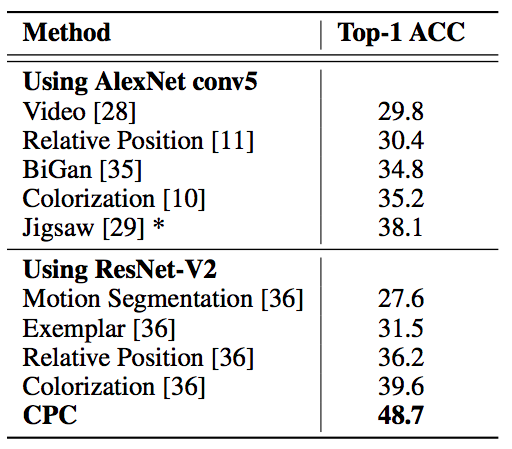 Method Top-1 ACC
Using AlexNet conv5
Video [28] 29.8
Relative Position [11] 30.4
BiGan [35] 34.8
Colorization [10] 35.2
Jigsaw [29] * 38.1
Using ResNet-V2
Motion Segmentation [36] 27.6
Exemplar [36] 31.5
Relative Position [36] 36.2
Colorization [36] 39.6
CPC 48.7